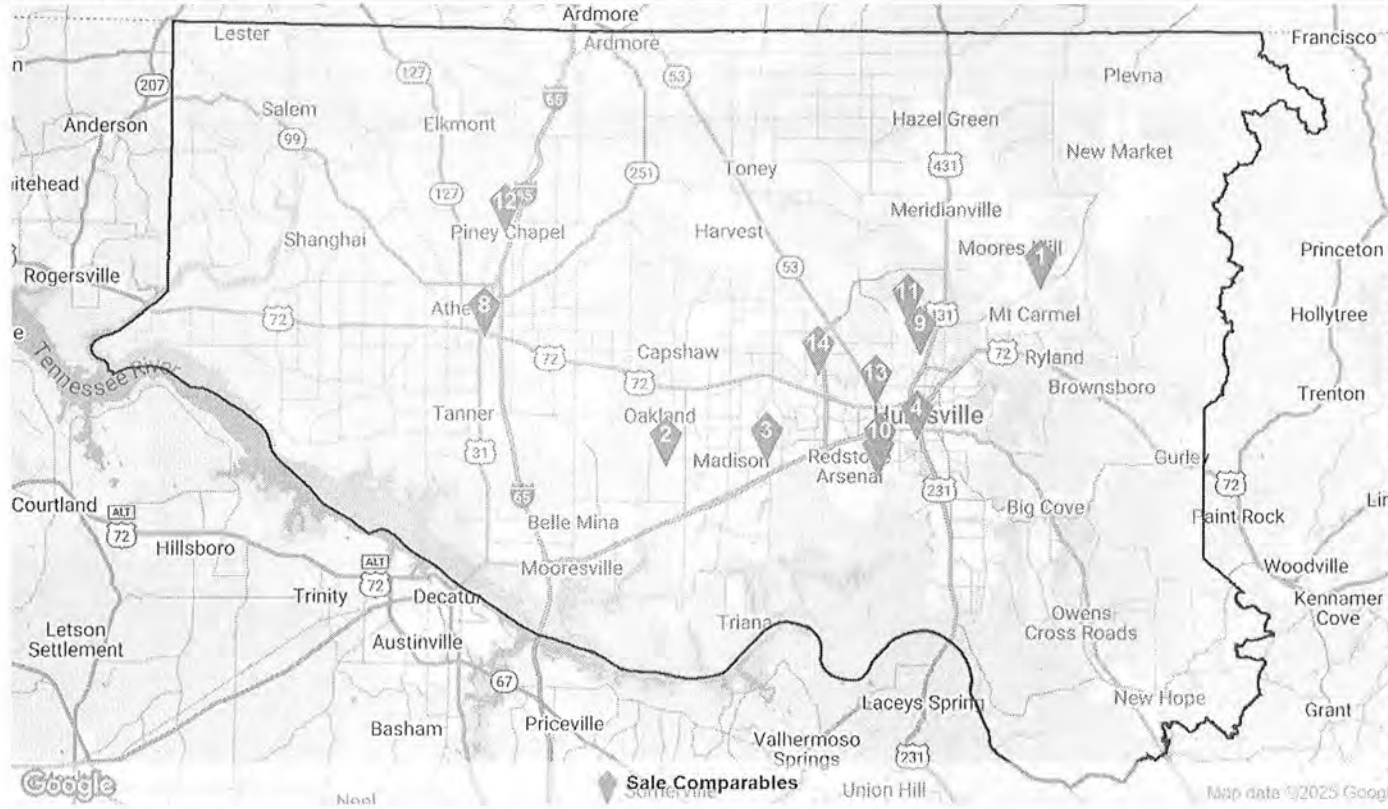 Ardmore
Lester
Ardmore
Francisco
127
53
Plevna
207
65
Salem
Anderson
Elkmont
Hazel Green
99
New Market
431
Toney
251
127
12
Meridianville
Shanghai
Piney Chapel
Harvest
Moores Mill
1
Princeton
Rogersville
53
11
8
9
Mt Carmel
Hollytree
72
14
Tennessee River
72
Capshaw
72
Ryland
72
13
Brownsboro
Trenton
Tanner
Oakland
4
Huntsville
2
3
10
31
Madison
Redstone
Arsenal
Gurley
72
231
65
Courtland
ALT
72
Big Cove
Paint Rock
Belle Mina
Hillsboro
ALT
72
Mooresville
Woodville
Trinity
Decatur
Kennamer
Cove
Letson
Settlement
Triana
Owens
Cross Roads
Austinville
67
Laceys Spring
New Hope
Grant
Basham
Priceville
Valhermoso
Springs
231
Google
Sale Comparables
Somerville
Union Hill
Map data ©2025 Googl